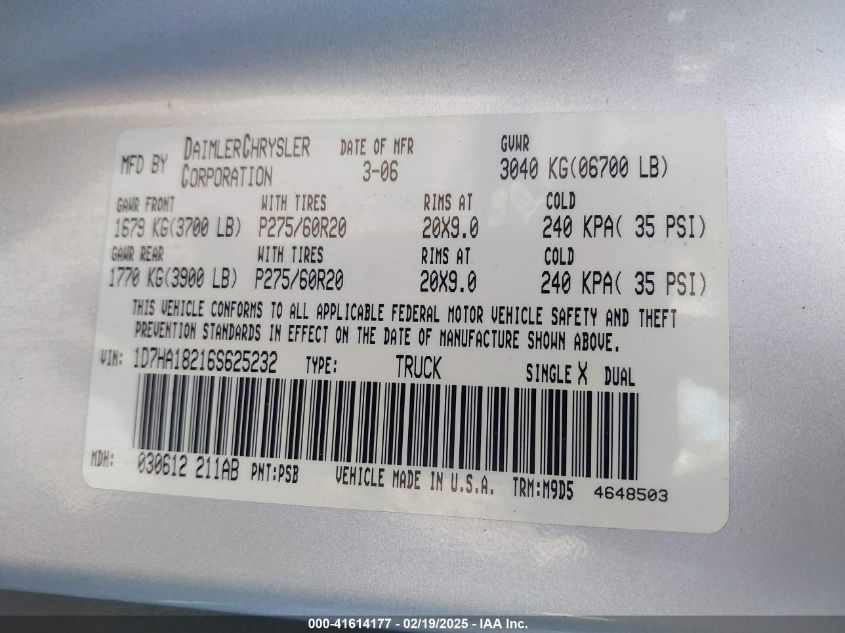 MFD BY DAIMLERCHRYSLER CORPORATION DATE OF MFR 3-06 GVWR 3040 KG(06700 LB)
GAWR FRONT WITH TIRES RIMS AT COLD
1679 KG(3700 LB) P275/60R20 20X9.0 240 KPA( 35 PSI)
GAWR REAR WITH TIRES RIMS AT COLD
1770 KG(3900 LB) P275/60R20 20X9.0 240 KPA( 35 PSI)
THIS VEHICLE CONFORMS TO ALL APPLICABLE FEDERAL MOTOR VEHICLE SAFETY AND THEFT
PREVENTION STANDARDS IN EFFECT ON THE DATE OF MANUFACTURE SHOWN ABOVE.
VIN: 1D7HA18216S625232 TYPE: TRUCK SINGLE X DUAL
MDH: 030612 211AB PNT:PSB VEHICLE MADE IN U.S.A. TRM:M9D5 4648503
000-41614177 - 02/19/2025 - IAA Inc.